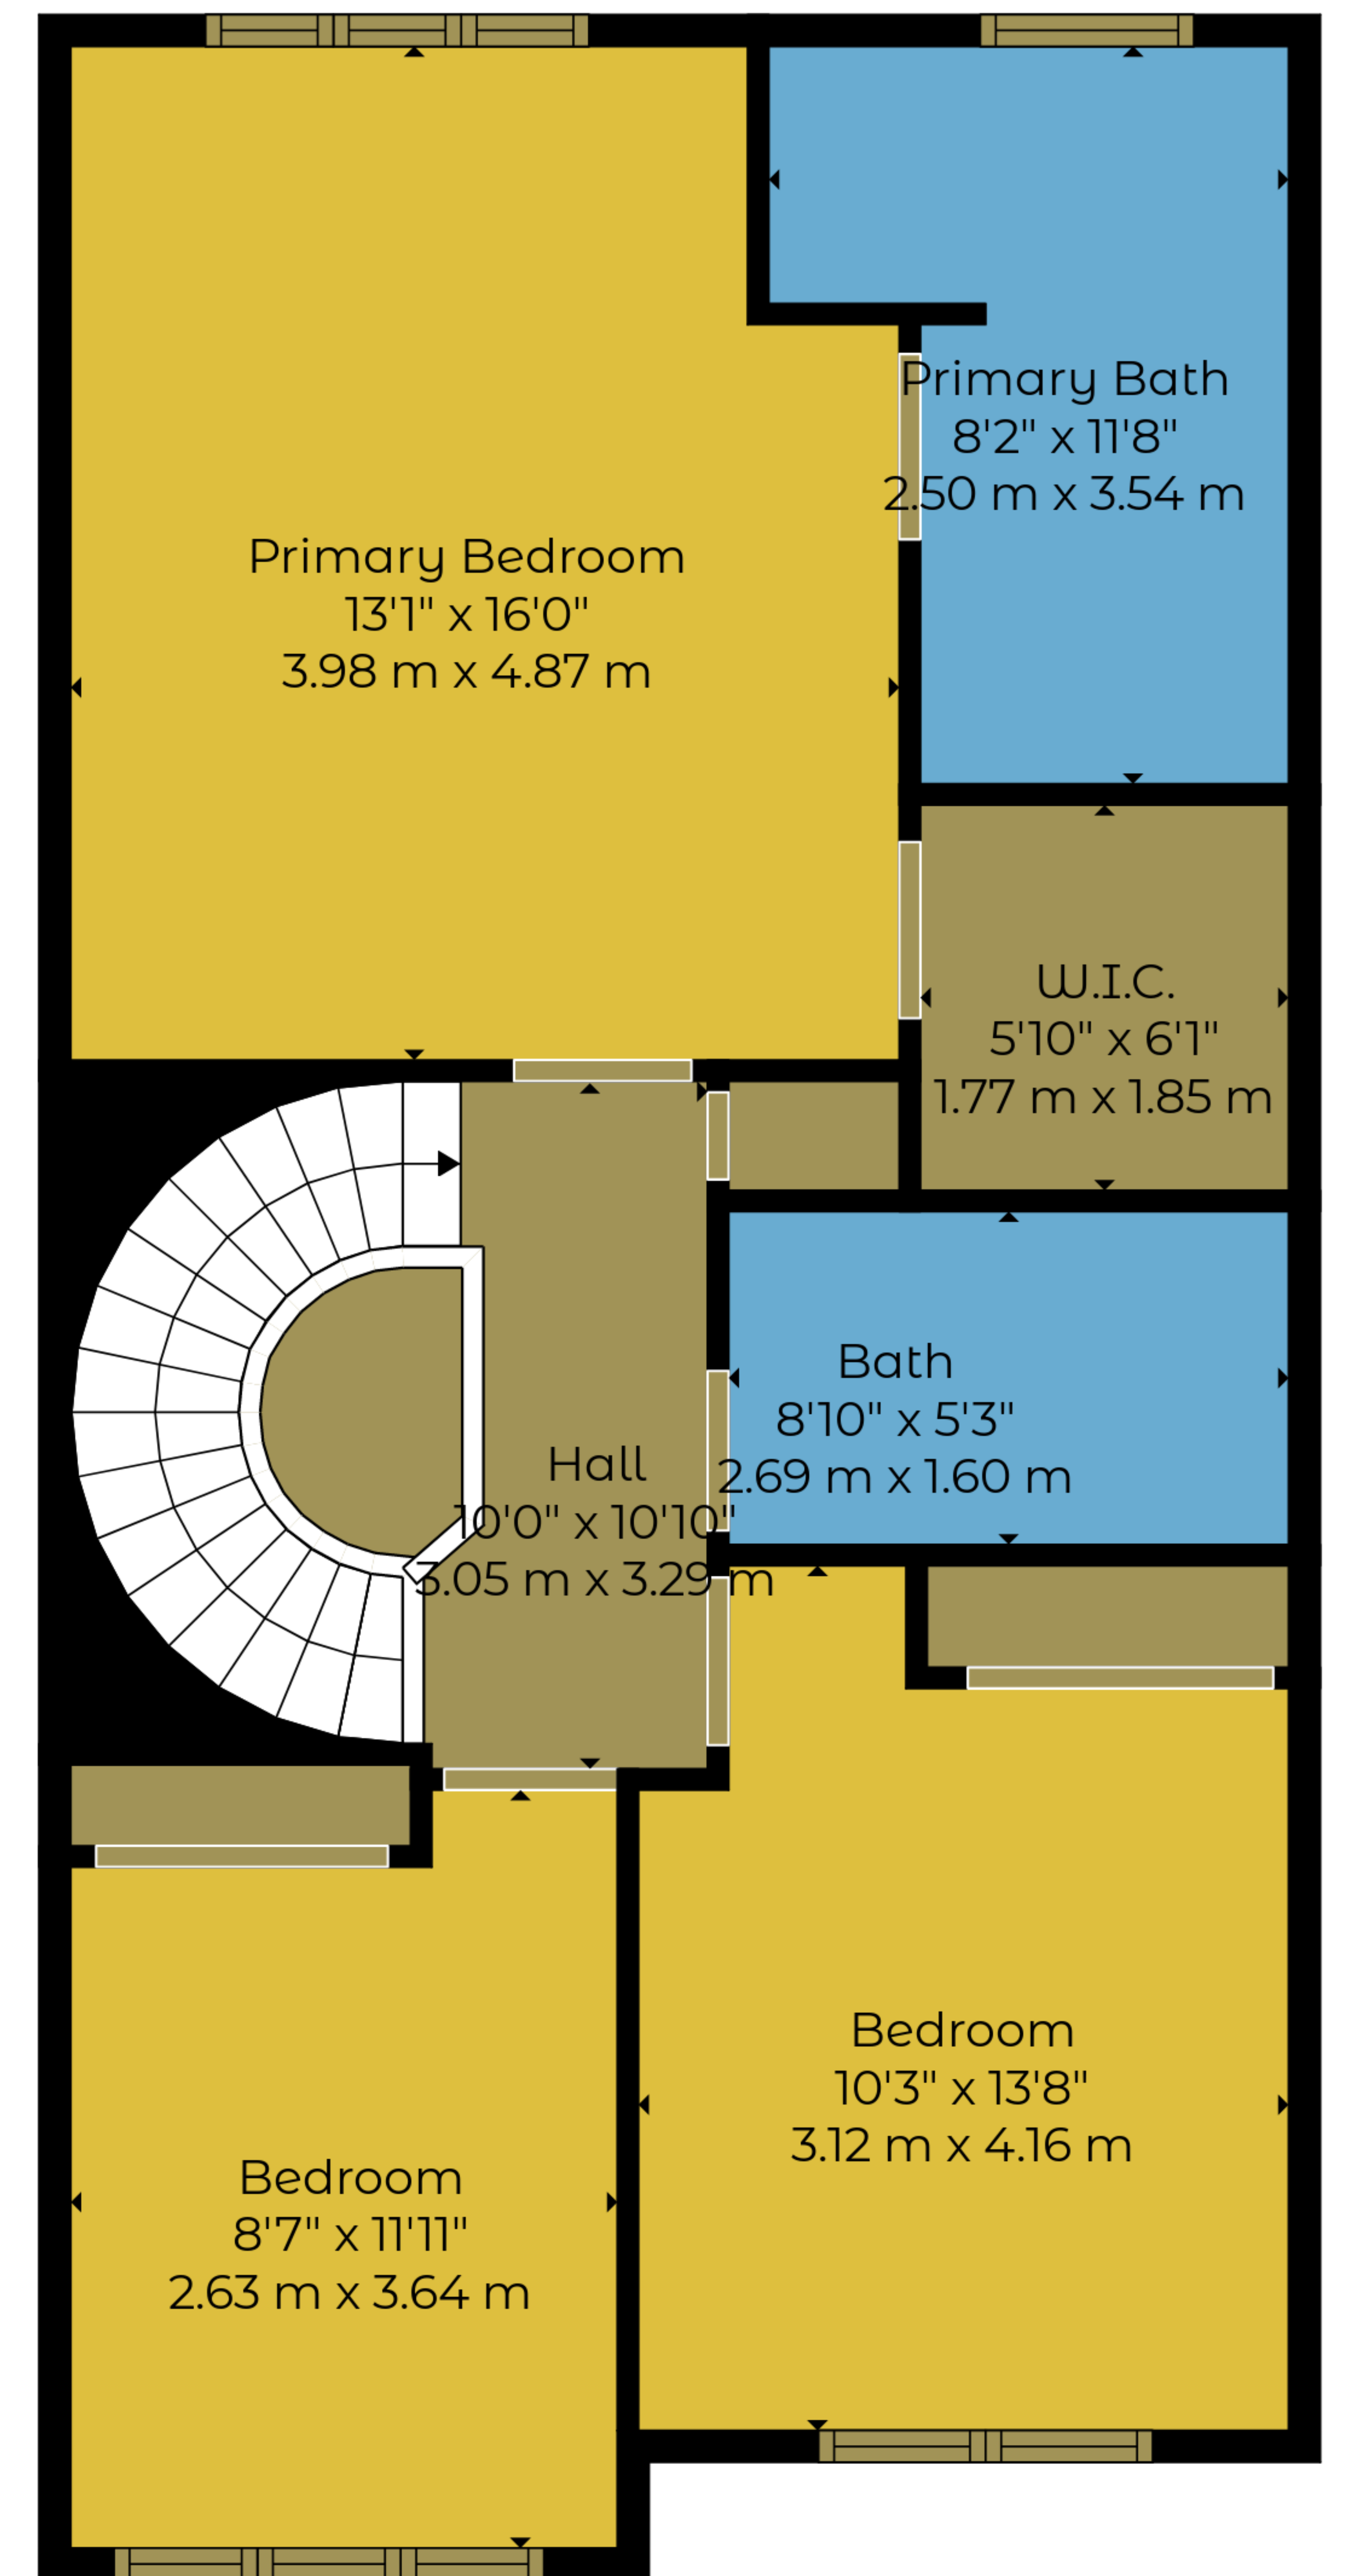 Primary Bath
8'2" x 11'8"
2.50 m x 3.54 m
Primary Bedroom
13'1" x 16'0"
3.98 m x 4.87 m
W.I.C.
5'10" x 6'1"
1.77 m x 1.85 m
Bath
8'10" x 5'3"
2.69 m x 1.60 m
Hall
10'0" x 10'10"
3.05 m x 3.29 m
Bedroom
10'3" x 13'8"
3.12 m x 4.16 m
Bedroom
8'7" x 11'11"
2.63 m x 3.64 m